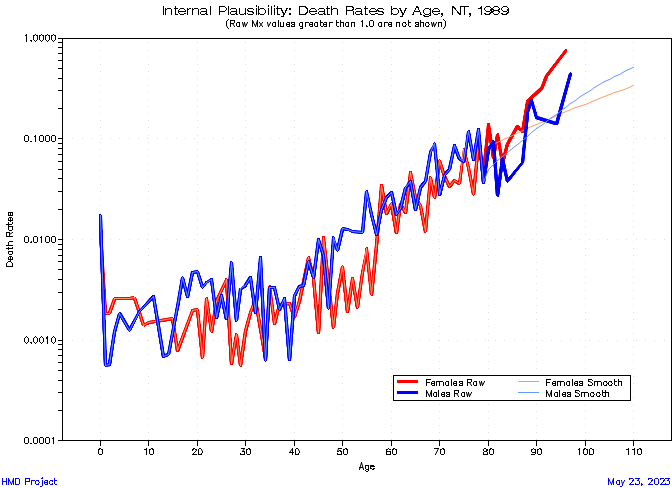 Internal Plausibility: Death Rates by Age, NT, 1989
(Raw Mx values greater than 1.0 are not shown)
1.0000
0.1000
0.0100
0.0010
0.0001
Death Rates
Females Raw
Females Smooth
Males Raw
Males Smooth
0 10 20 30 40 50 60 70 80 90 100 110
Age
HMD Project
May 23, 2023